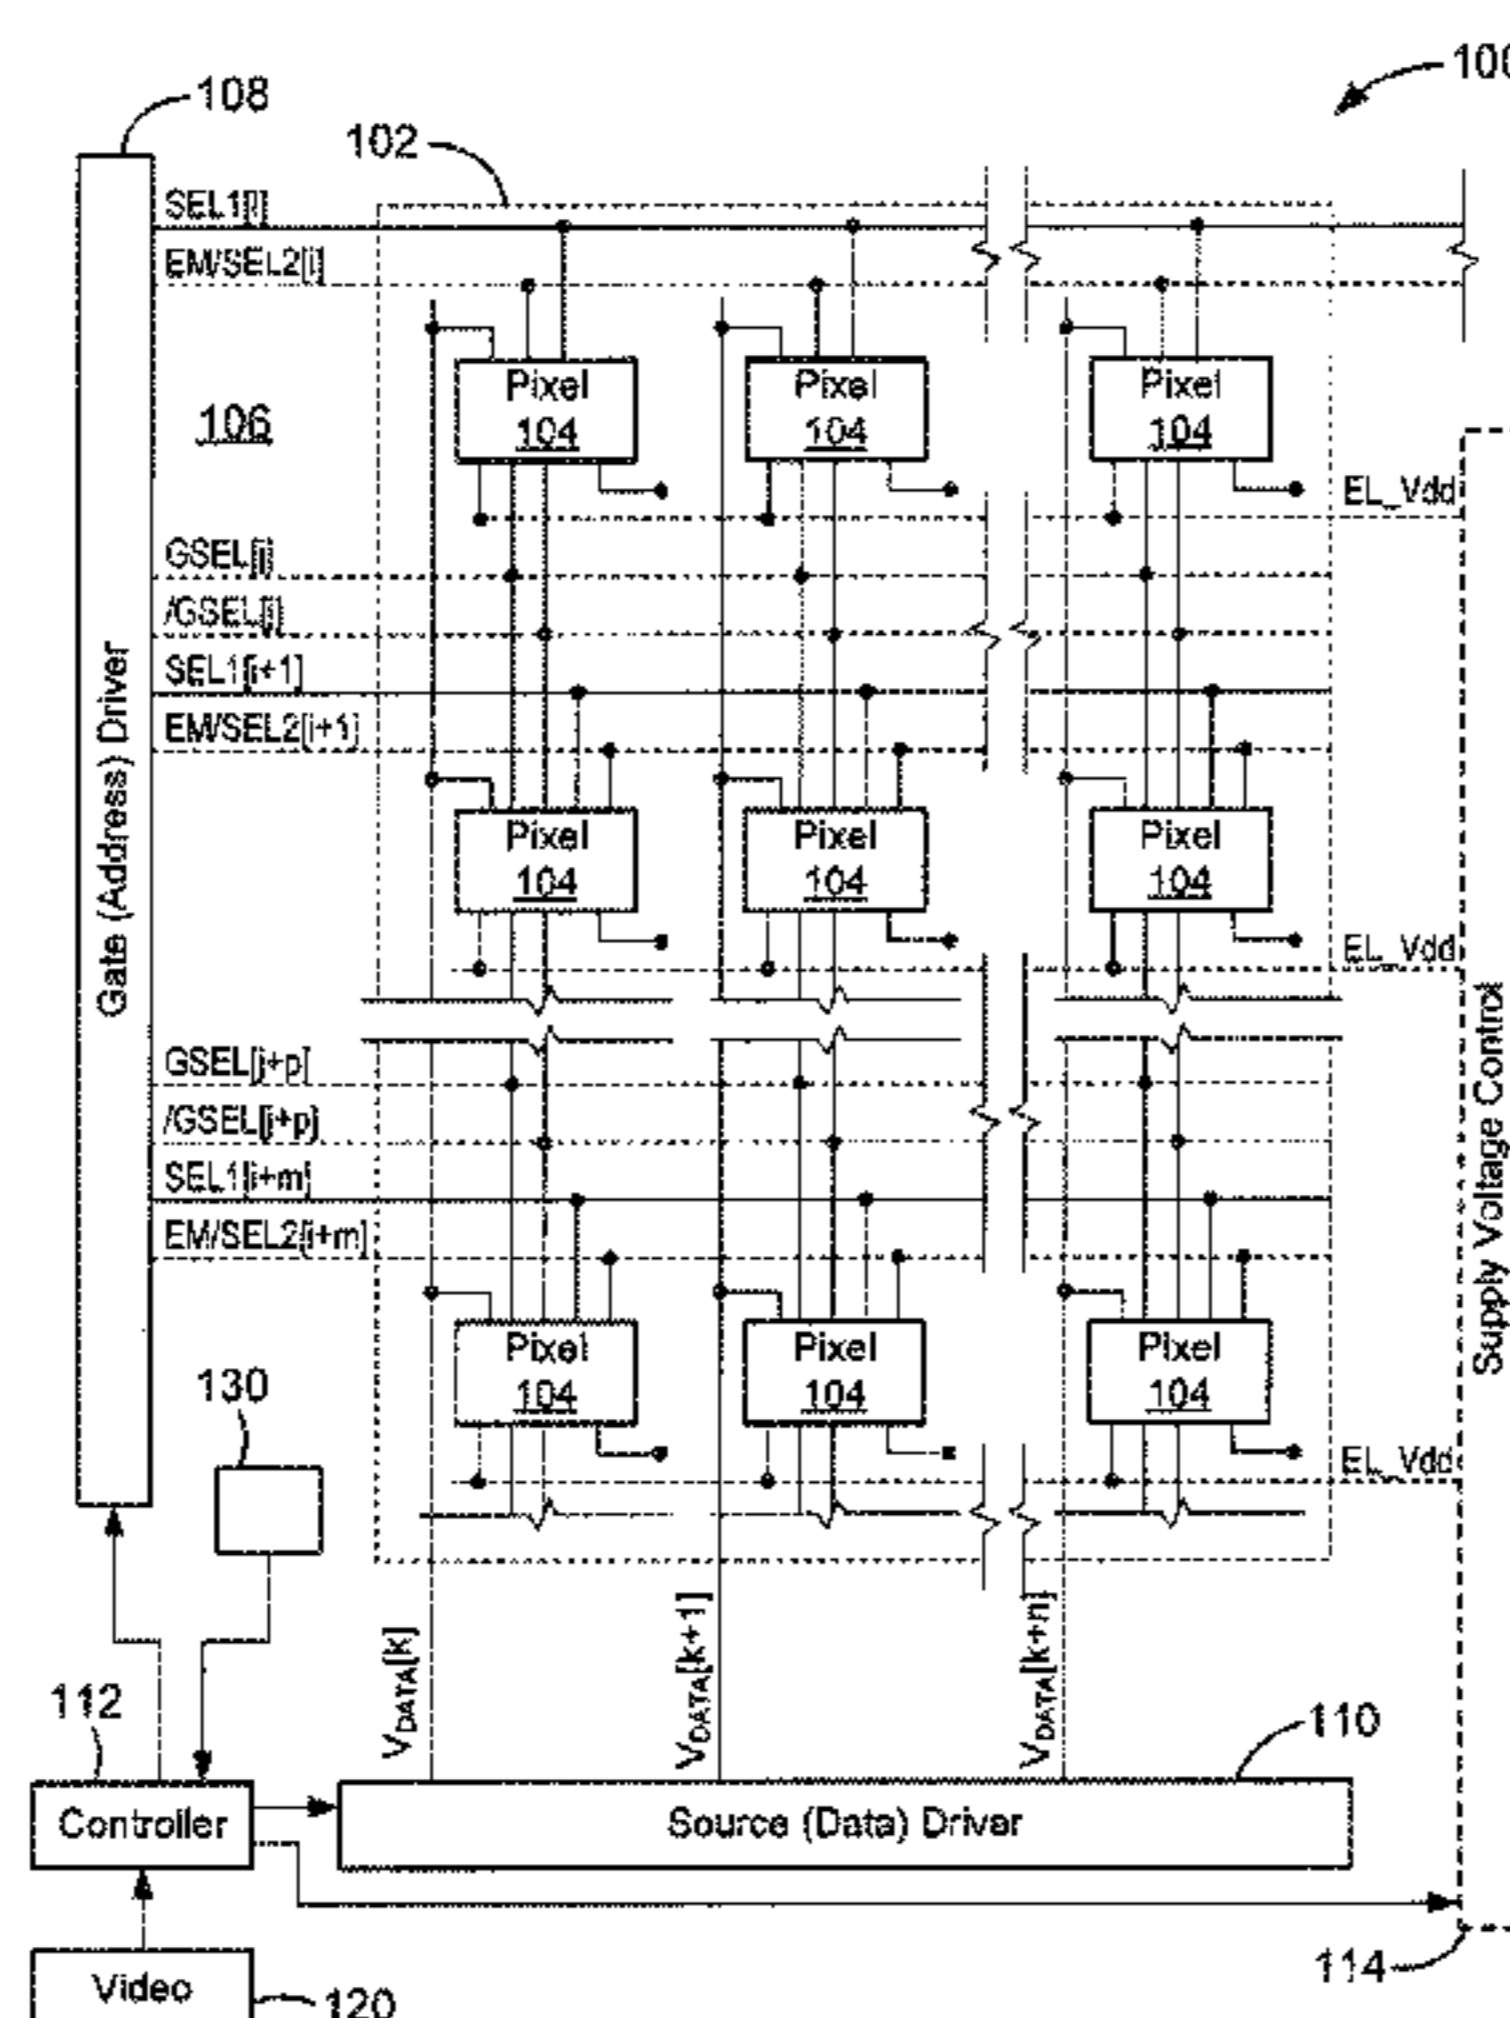 100
108
102
SEL1[i]
EM/SEL2[i]
Pixel Pixel Pixel
104 104 104
106
EL_Vdd
GSEL[j]
/GSEL[j]
SEL1[i+1]
EM/SEL2[i+1]
Gate (Address) Driver
Pixel Pixel Pixel
104 104 104
EL_Vdd
Supply Voltage Control
GSEL[j+p]
/GSEL[j+p]
SEL1[i+m]
EM/SEL2[i+m]
Pixel Pixel Pixel
104 104 104
130
EL_Vdd
VDATA[k]
VDATA[k+1]
VDATA[k+n]
112
110
Controller
Source (Data) Driver
114
Video
120